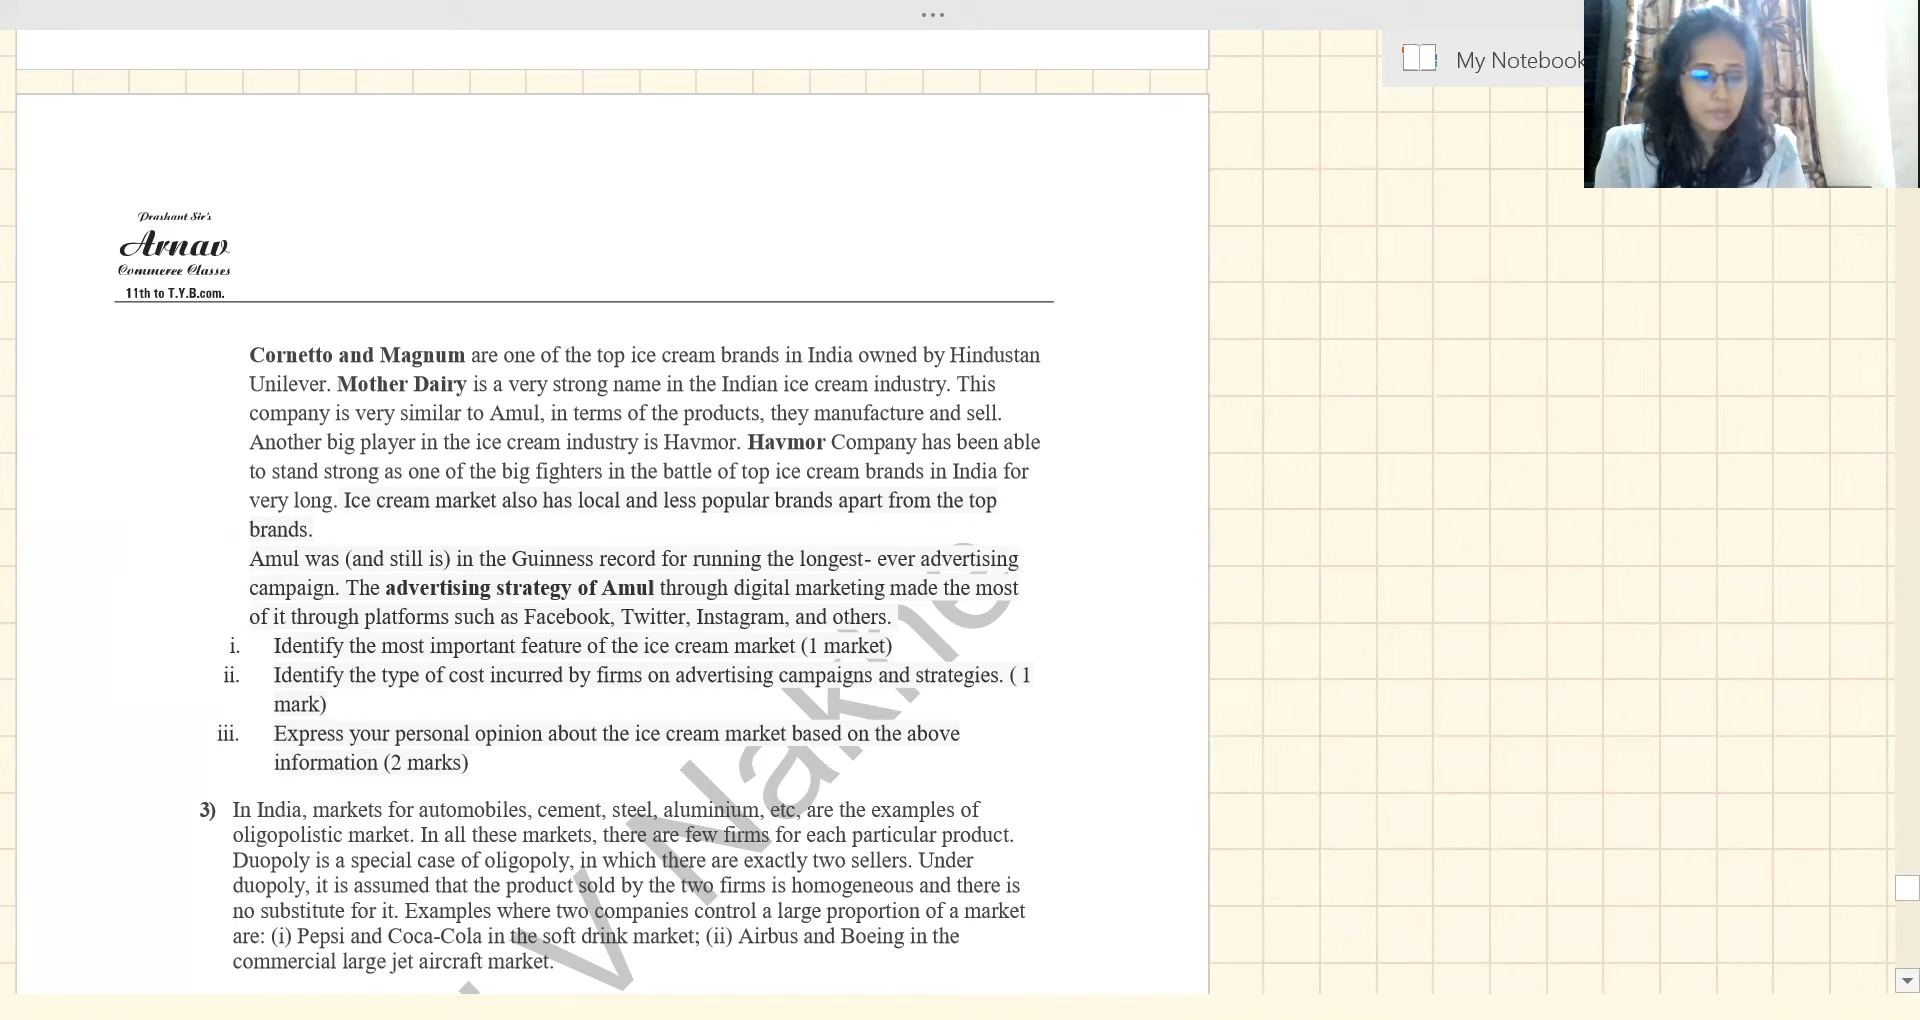 My Notebook
Prashant Sir's
Arnav
Commerce Classes
11th to T.Y.B.com.
Cornetto and Magnum are one of the top ice cream brands in India owned by Hindustan
Unilever. Mother Dairy is a very strong name in the Indian ice cream industry. This
company is very similar to Amul, in terms of the products, they manufacture and sell.
Another big player in the ice cream industry is Havmor. Havmor Company has been able
to stand strong as one of the big fighters in the battle of top ice cream brands in India for
very long. Ice cream market also has local and less popular brands apart from the top
brands.
Amul was (and still is) in the Guinness record for running the longest- ever advertising
campaign. The advertising strategy of Amul through digital marketing made the most
of it through platforms such as Facebook, Twitter, Instagram, and others.
i. Identify the most important feature of the ice cream market (1 market)
ii. Identify the type of cost incurred by firms on advertising campaigns and strategies. ( 1
mark)
iii. Express your personal opinion about the ice cream market based on the above
information (2 marks)
3) In India, markets for automobiles, cement, steel, aluminium, etc, are the examples of
oligopolistic market. In all these markets, there are few firms for each particular product.
Duopoly is a special case of oligopoly, in which there are exactly two sellers. Under
duopoly, it is assumed that the product sold by the two firms is homogeneous and there is
no substitute for it. Examples where two companies control a large proportion of a market
are: (i) Pepsi and Coca-Cola in the soft drink market; (ii) Airbus and Boeing in the
commercial large jet aircraft market.